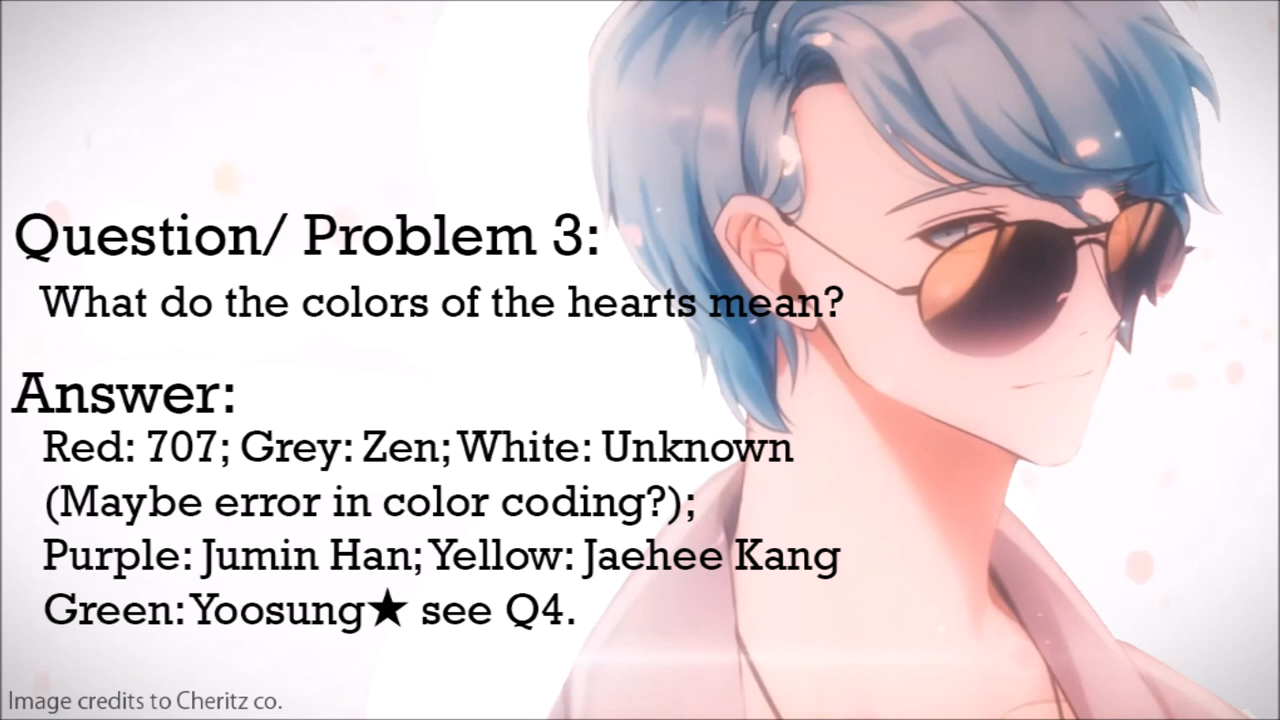 Question/ Problem 3:
What do the colors of the hearts mean?
Answer:
Red: 707; Grey: Zen; White: Unknown
(Maybe error in color coding?);
Purple: Jumin Han; Yellow: Jaehee Kang
Green: Yoosung★ see Q4.
Image credits to Cheritz co.